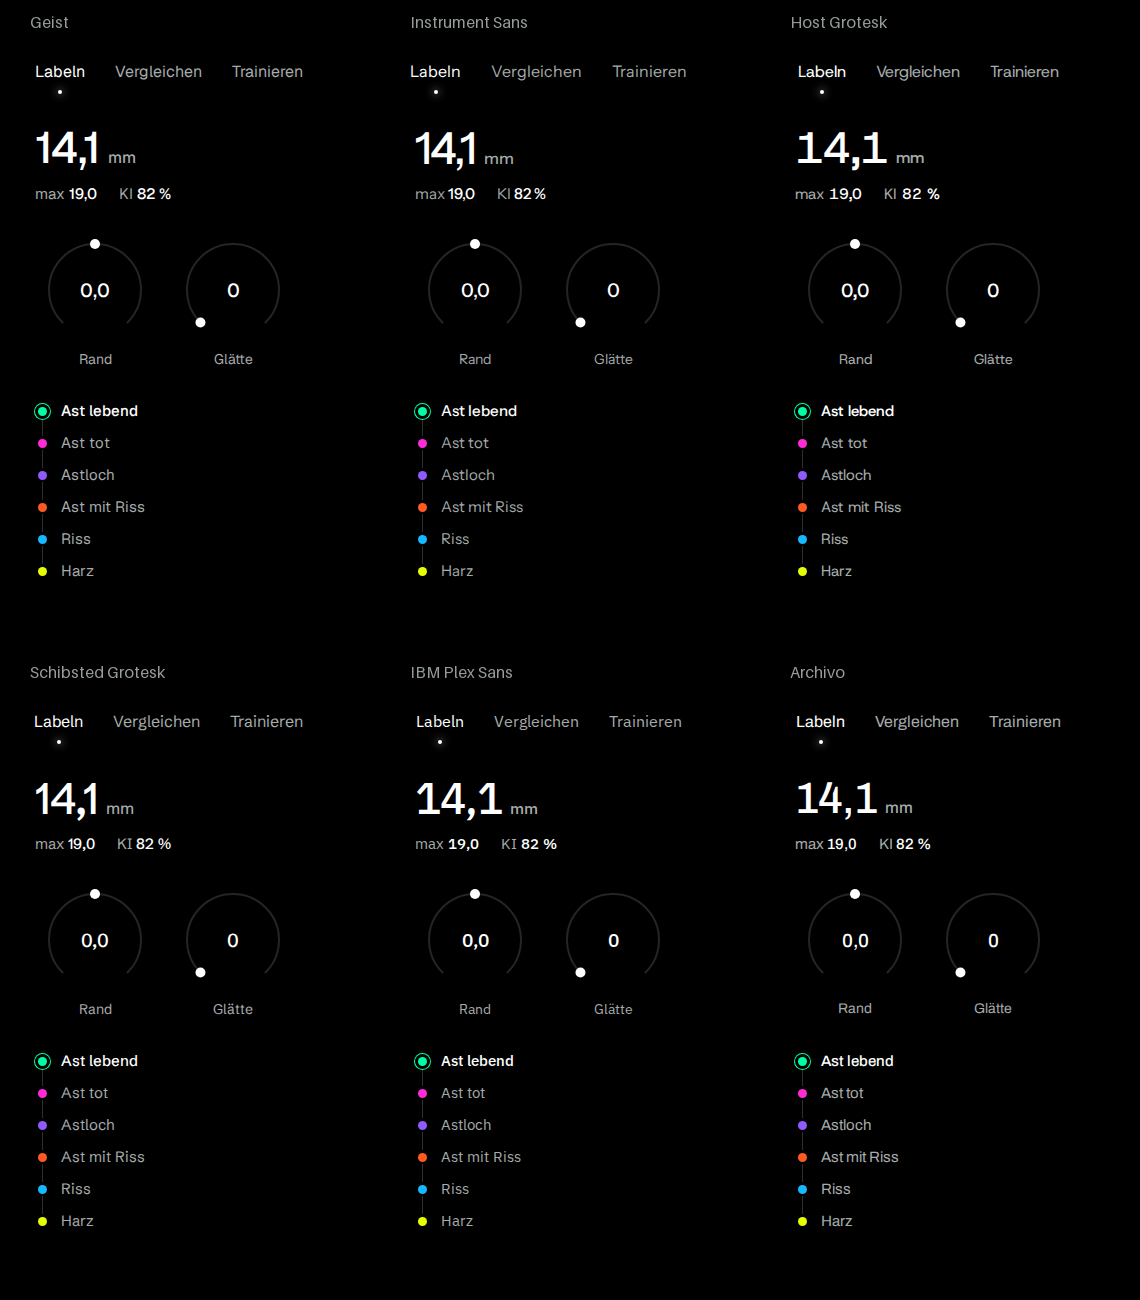 Geist
Labeln Vergleichen Trainieren
14,1 mm
max 19,0 KI 82 %
0,0 0
Rand Glätte
Ast lebend
Ast tot
Astloch
Ast mit Riss
Riss
Harz
Instrument Sans
Labeln Vergleichen Trainieren
14,1 mm
max 19,0 KI 82 %
0,0 0
Rand Glätte
Ast lebend
Ast tot
Astloch
Ast mit Riss
Riss
Harz
Host Grotesk
Labeln Vergleichen Trainieren
14,1 mm
max 19,0 KI 82 %
0,0 0
Rand Glätte
Ast lebend
Ast tot
Astloch
Ast mit Riss
Riss
Harz
Schibsted Grotesk
Labeln Vergleichen Trainieren
14,1 mm
max 19,0 KI 82 %
0,0 0
Rand Glätte
Ast lebend
Ast tot
Astloch
Ast mit Riss
Riss
Harz
IBM Plex Sans
Labeln Vergleichen Trainieren
14,1 mm
max 19,0 KI 82 %
0,0 0
Rand Glätte
Ast lebend
Ast tot
Astloch
Ast mit Riss
Riss
Harz
Archivo
Labeln Vergleichen Trainieren
14,1 mm
max 19,0 KI 82 %
0,0 0
Rand Glätte
Ast lebend
Ast tot
Astloch
Ast mit Riss
Riss
Harz